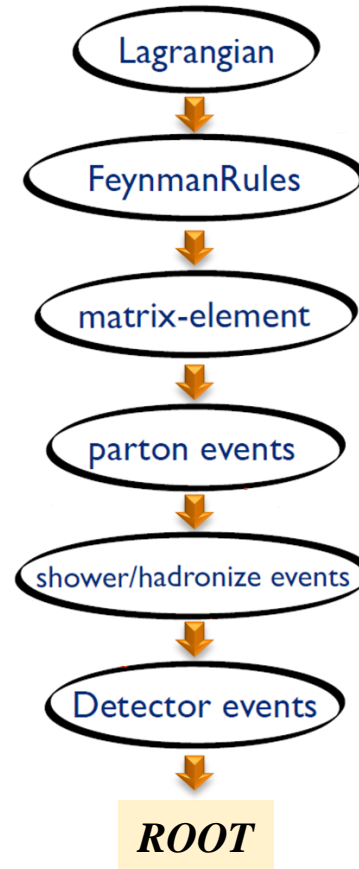 Lagrangian
FeynmanRules
matrix-element
parton events
shower/hadronize events
Detector events
ROOT